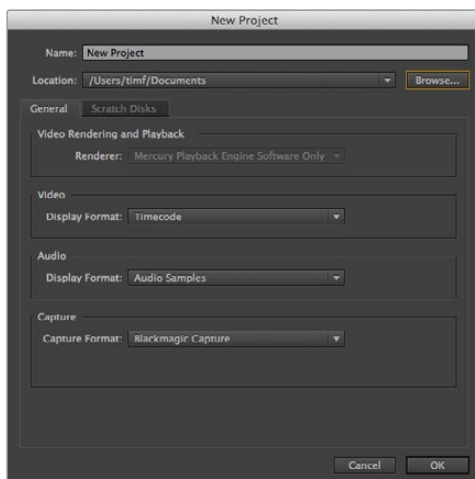 New Project
Name: New Project
Location: /Users/timf/Documents Browse...
General Scratch Disks
Video Rendering and Playback
Renderer: Mercury Playback Engine Software Only
Video
Display Format: Timecode
Audio
Display Format: Audio Samples
Capture
Capture Format: Blackmagic Capture
Cancel OK